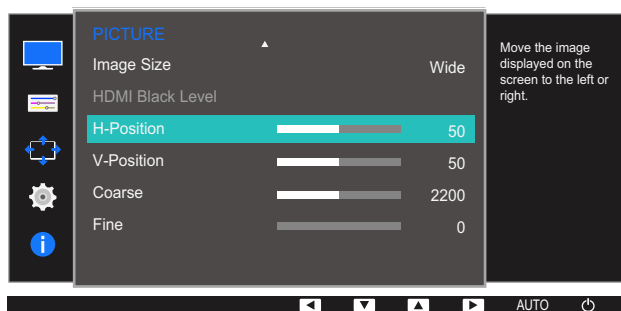 PICTURE
Image Size Wide
HDMI Black Level
H-Position 50
V-Position 50
Coarse 2200
Fine 0
Move the image
displayed on the
screen to the left or
right.
AUTO